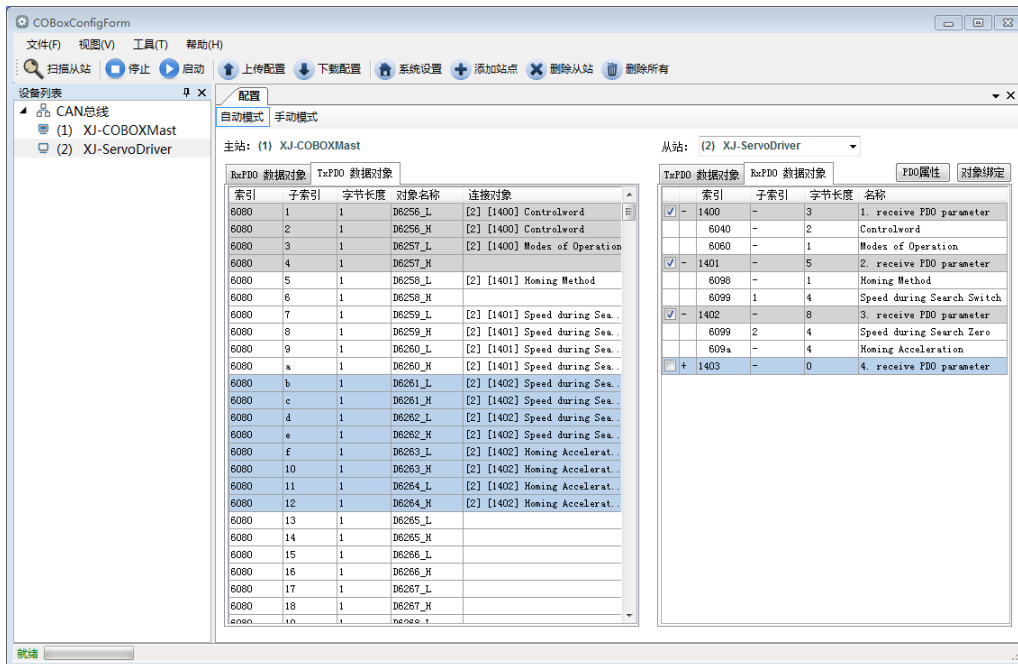 COBoxConfigForm
文件(F) 视图(V) 工具(T) 帮助(H)
扫描从站 停止 启动 上传配置 下载配置 系统设置 添加站点 删除从站 删除所有
设备列表
CAN总线
(1) XJ-COBOXMast
(2) XJ-ServoDriver
配置
自动模式 手动模式
主站: (1) XJ-COBOXMast
RxPDO 数据对象 TxPDO 数据对象
索引 子索引 字节长度 对象名称 连接对象
6080 1 1 D6256_L [2] [1400] Controlword
6080 2 1 D6256_H [2] [1400] Controlword
6080 3 1 D6257_L [2] [1400] Modes of Operation
6080 4 1 D6257_H
6080 5 1 D6258_L [2] [1401] Homing Method
6080 6 1 D6258_H
6080 7 1 D6259_L [2] [1401] Speed during Sea..
6080 8 1 D6259_H [2] [1401] Speed during Sea..
6080 9 1 D6260_L [2] [1401] Speed during Sea..
6080 a 1 D6260_H [2] [1401] Speed during Sea..
6080 b 1 D6261_L [2] [1402] Speed during Sea..
6080 c 1 D6261_H [2] [1402] Speed during Sea..
6080 d 1 D6262_L [2] [1402] Speed during Sea..
6080 e 1 D6262_H [2] [1402] Speed during Sea..
6080 f 1 D6263_L [2] [1402] Homing Accelerat..
6080 10 1 D6263_H [2] [1402] Homing Accelerat..
6080 11 1 D6264_L [2] [1402] Homing Accelerat..
6080 12 1 D6264_H [2] [1402] Homing Accelerat..
6080 13 1 D6265_L
6080 14 1 D6265_H
6080 15 1 D6266_L
6080 16 1 D6266_H
6080 17 1 D6267_L
6080 18 1 D6267_H
6080 19 1 D6268_L
从站: (2) XJ-ServoDriver
TxPDO 数据对象 RxPDO 数据对象 PDO属性 对象绑定
索引 子索引 字节长度 名称
- 1400 - 3 1. receive PDO parameter
6040 - 2 Controlword
6060 - 1 Modes of Operation
- 1401 - 5 2. receive PDO parameter
6098 - 1 Homing Method
6099 1 4 Speed during Search Switch
- 1402 - 8 3. receive PDO parameter
6099 2 4 Speed during Search Zero
609a - 4 Homing Acceleration
+ 1403 - 0 4. receive PDO parameter
就绪